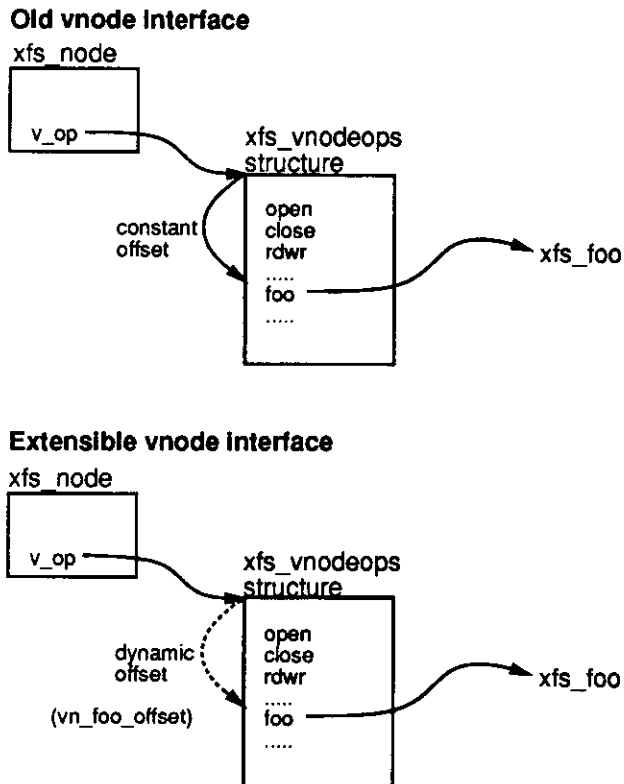 Old vnode interface
xfs_node
v_op
xfs_vnodeops
structure
open
close
rdwr
.....
foo
.....
constant
offset
xfs_foo
Extensible vnode interface
xfs_node
v_op
xfs_vnodeops
structure
open
close
rdwr
.....
foo
.....
dynamic
offset
(vn_foo_offset)
xfs_foo